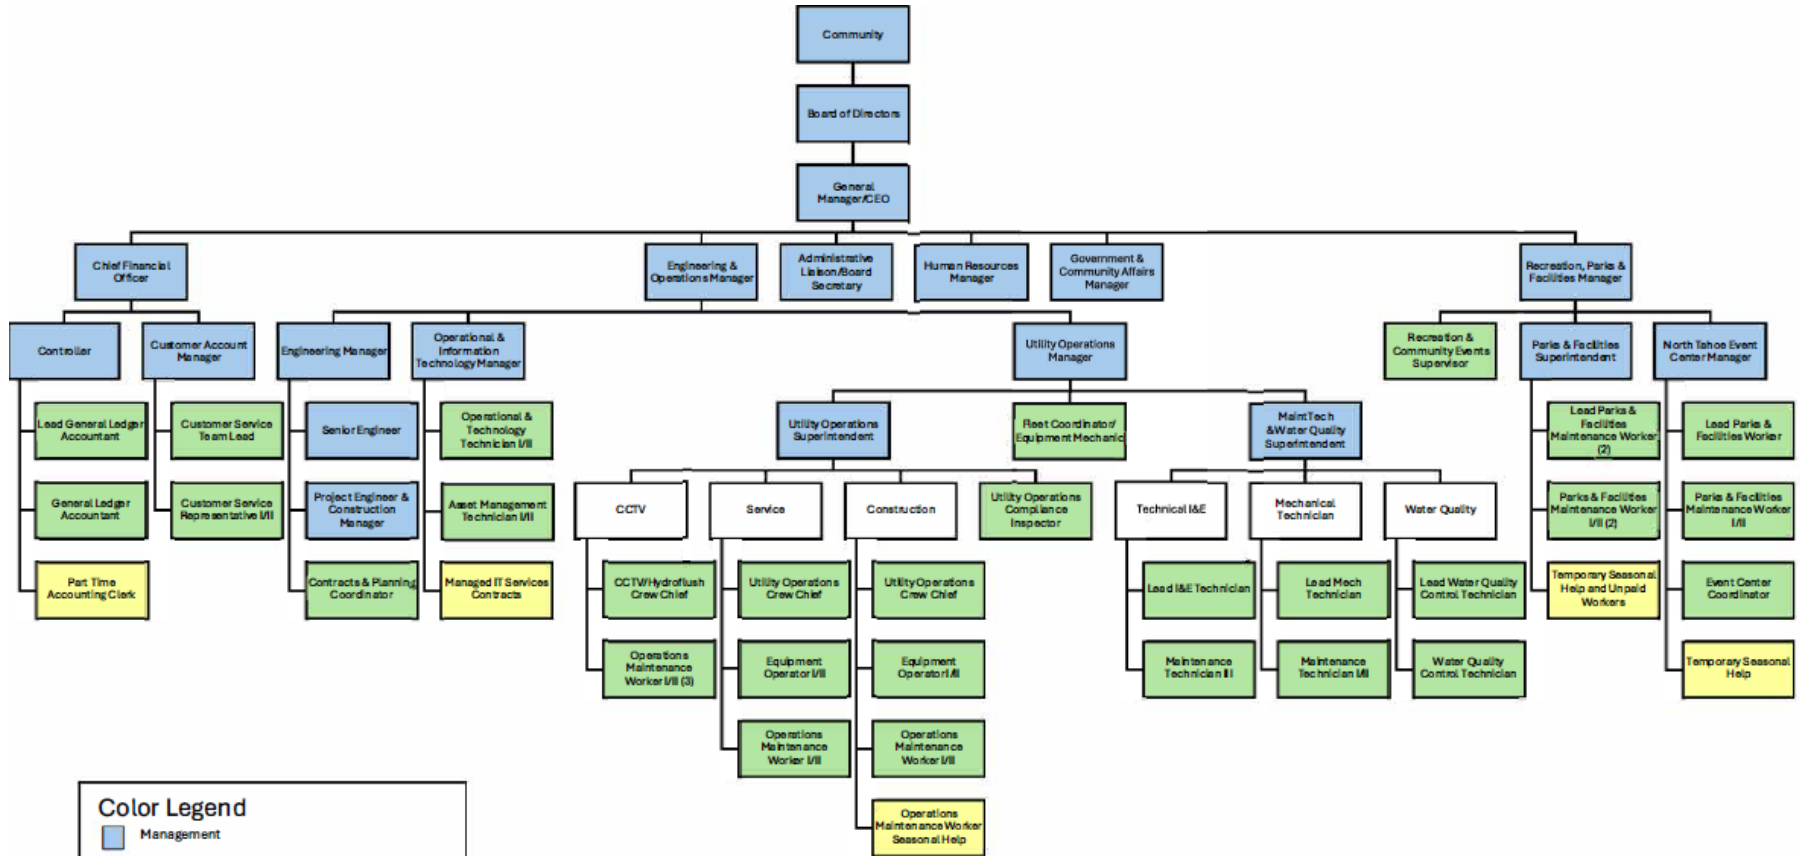 Community
Board of Directors
General
Manager/CEO
Chief Financial
Officer
Engineering &
Operations Manager
Administrative
Liaison/Board
Secretary
Human Resources
Manager
Government &
Community Affairs
Manager
Recreation, Parks &
Facilities Manager
Controller
Customer Account
Manager
Engineering Manager
Operational &
Information
Technology Manager
Utility Operations
Manager
Recreation &
Community Events
Supervisor
Parks & Facilities
Superintendent
North Tahoe Event
Center Manager
Lead General Ledger
Accountant
Customer Service
Team Lead
Senior Engineer
Operational &
Technology
Technician I/II
Utility Operations
Superintendent
Fleet Coordinator/
Equipment Mechanic
Maint Tech
& Water Quality
Superintendent
Lead Parks &
Facilities
Maintenance Worker
(2)
Lead Parks &
Facilities Worker
General Ledger
Accountant
Customer Service
Representative I/II
Project Engineer &
Construction
Manager
Asset Management
Technician I/II
CCTV
Service
Construction
Utility Operations
Compliance
Inspector
Technical I&E
Mechanical
Technician
Water Quality
Parks & Facilities
Maintenance Worker
I/II (2)
Parks & Facilities
Maintenance Worker
I/II
Part Time
Accounting Clerk
Contracts & Planning
Coordinator
Managed IT Services
Contracts
CCTV/Hydroflush
Crew Chief
Utility Operations
Crew Chief
Utility Operations
Crew Chief
Lead I&E Technician
Lead Mech
Technician
Lead Water Quality
Control Technician
Temporary Seasonal
Help and Unpaid
Workers
Event Center
Coordinator
Operations
Maintenance
Worker I/II (3)
Equipment
Operator I/II
Equipment
Operator I/II
Maintenance
Technician III
Maintenance
Technician I/II
Water Quality
Control Technician
Temporary Seasonal
Help
Operations
Maintenance
Worker I/II
Operations
Maintenance
Worker I/II
Operations
Maintenance Worker
Seasonal Help
Color Legend
Management